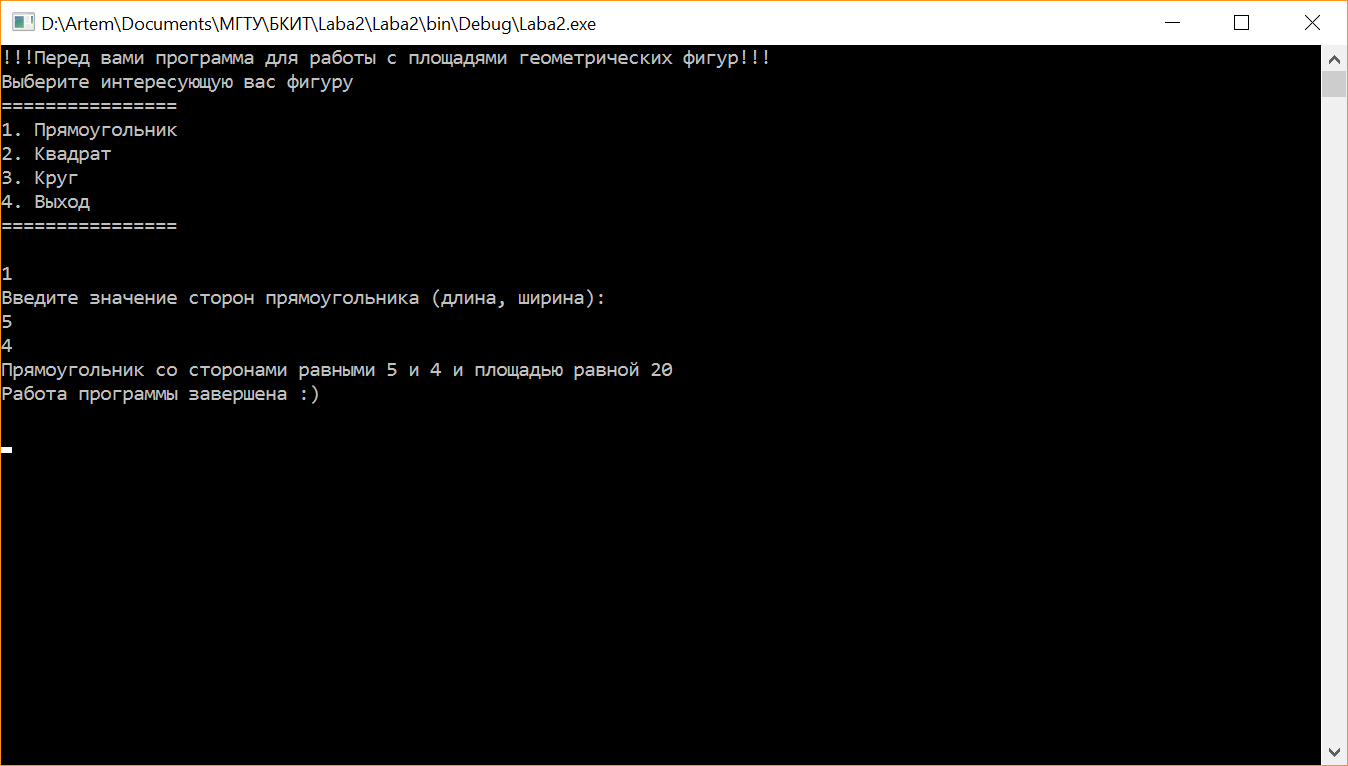 D:\Artem\Documents\МГТУ\БКИТ\Laba2\Laba2\bin\Debug\Laba2.exe
!!!Перед вами программа для работы с площадями геометрических фигур!!!
Выберите интересующую вас фигуру
================
1. Прямоугольник
2. Квадрат
3. Круг
4. Выход
================
1
Введите значение сторон прямоугольника (длина, ширина):
5
4
Прямоугольник со сторонами равными 5 и 4 и площадью равной 20
Работа программы завершена :)